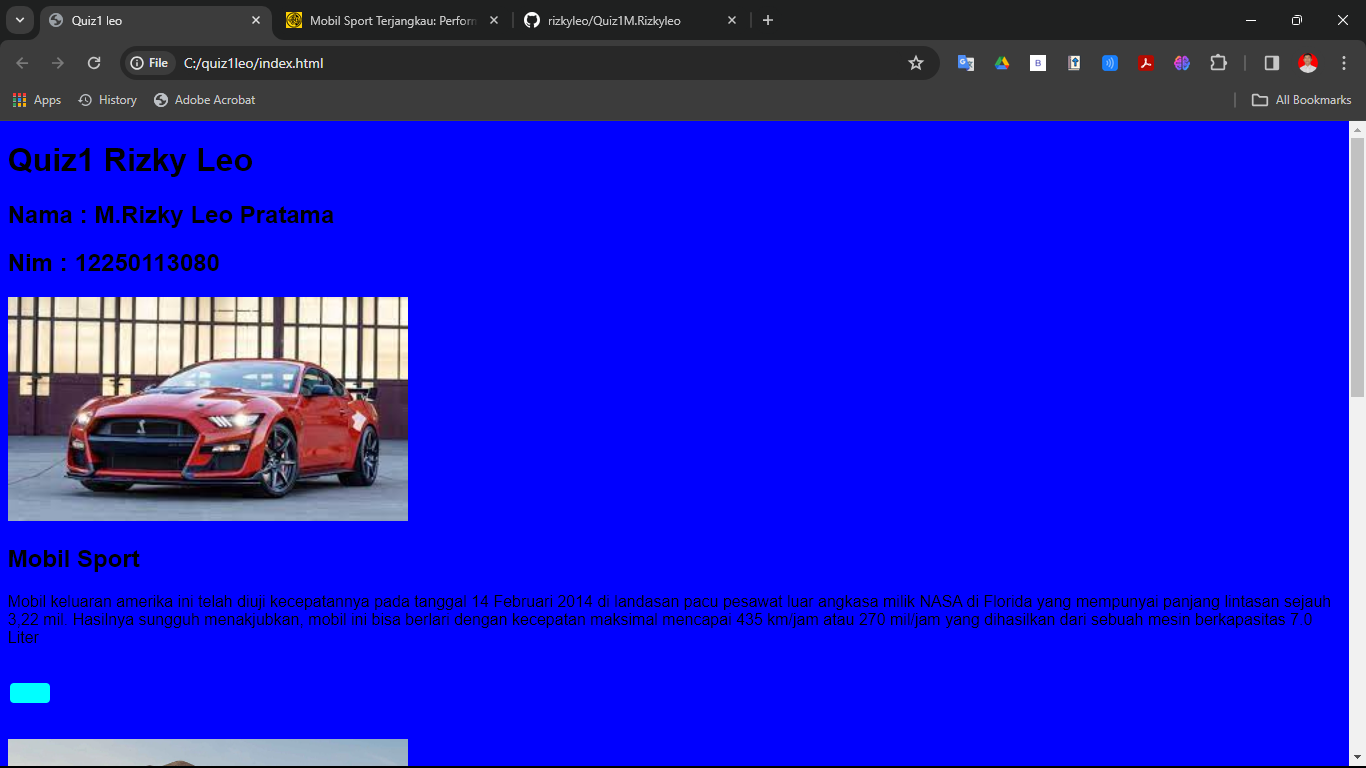 Quiz1 leo
Mobil Sport Terjangkau: Perform
rizkyleo/Quiz1M.Rizkyleo
File
C:/quiz1leo/index.html
Apps
History
Adobe Acrobat
All Bookmarks
Quiz1 Rizky Leo
Nama : M.Rizky Leo Pratama
Nim : 12250113080
Mobil Sport
Mobil keluaran amerika ini telah diuji kecepatannya pada tanggal 14 Februari 2014 di landasan pacu pesawat luar angkasa milik NASA di Florida yang mempunyai panjang lintasan sejauh
3,22 mil. Hasilnya sungguh menakjubkan, mobil ini bisa berlari dengan kecepatan maksimal mencapai 435 km/jam atau 270 mil/jam yang dihasilkan dari sebuah mesin berkapasitas 7.0
Liter